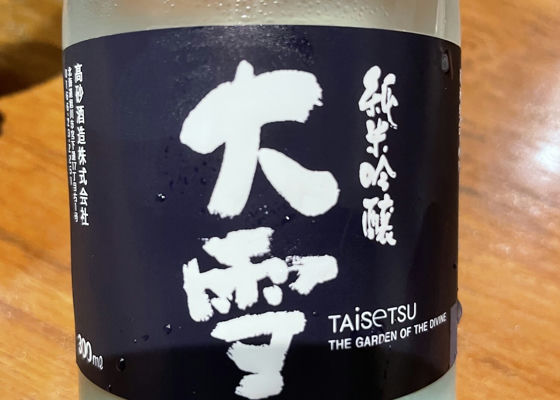 純米吟醸
大雪
TAiSeTSU
THE GARDEN OF THE DIVINE
高砂酒造株式会社
300mℓ